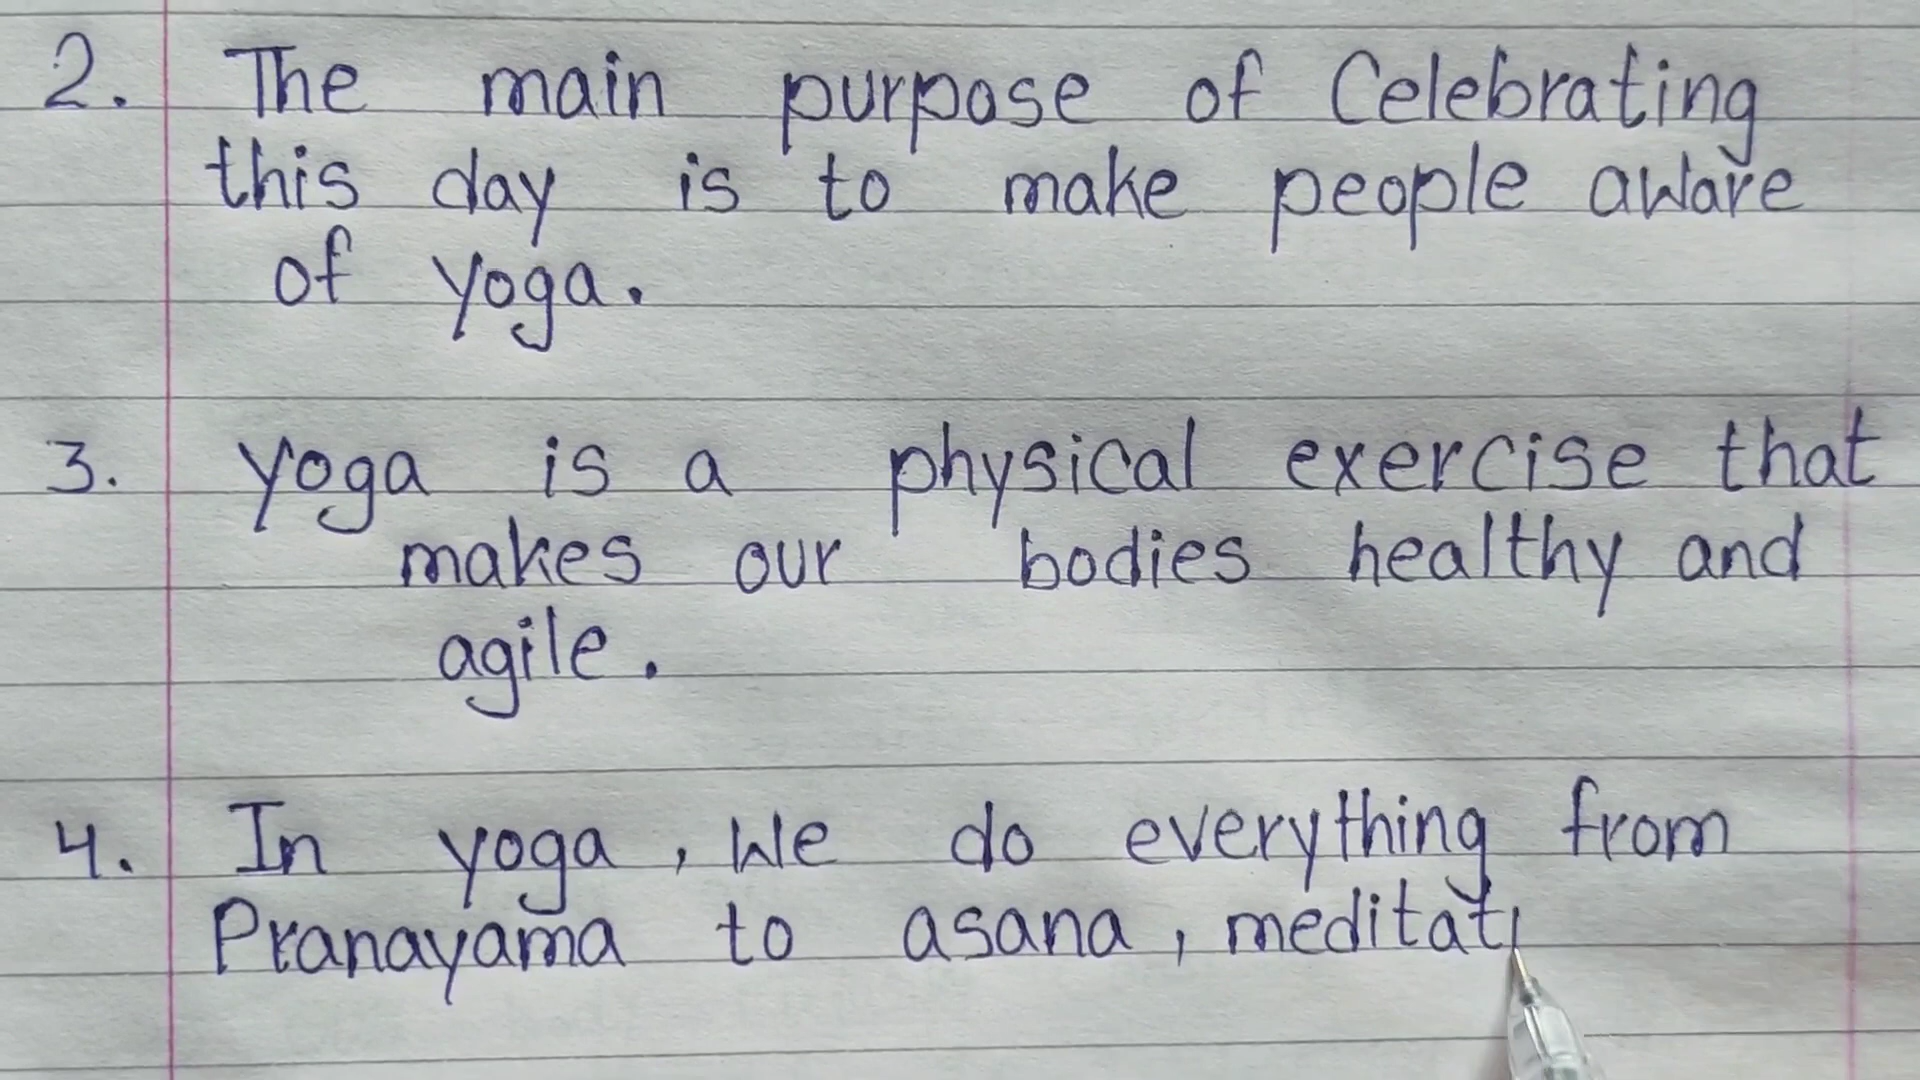 2. The main purpose of Celebrating
this day is to make people aware
of yoga.
3. yoga is a physical exercise that
makes our bodies healthy and
agile.
4. In yoga, We do everything from
Pranayama to asana, meditati